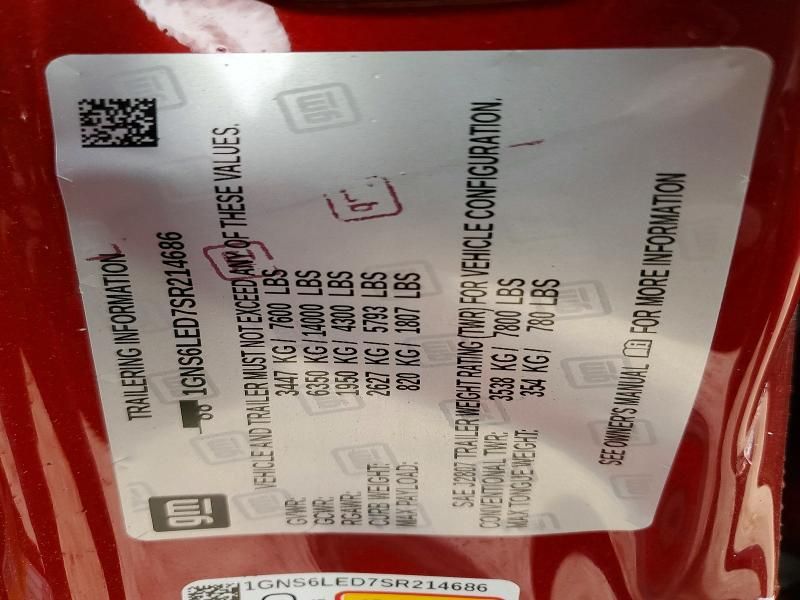 gm
TRAILERING INFORMATION
1GNS6LED7SR214686
VEHICLE AND TRAILER MUST NOT EXCEED ANY OF THESE VALUES.
GVWR: 3447 KG/ 7600 LBS
GCWR: 6350 KG/14000 LBS
RGAWR: 1950 KG/ 4300 LBS
CURB WEIGHT: 2627 KG/ 5793 LBS
MAX PAYLOAD: 820 KG/ 1807 LBS
SAE J2807 TRAILER WEIGHT RATING (TWR) FOR VEHICLE CONFIGURATION.
CONVENTIONAL TWR: 3538 KG/ 7800 LBS
MAX TONGUE WEIGHT: 354 KG/ 780 LBS
SEE OWNER'S MANUAL FOR MORE INFORMATION
1GNS6LED7SR214686